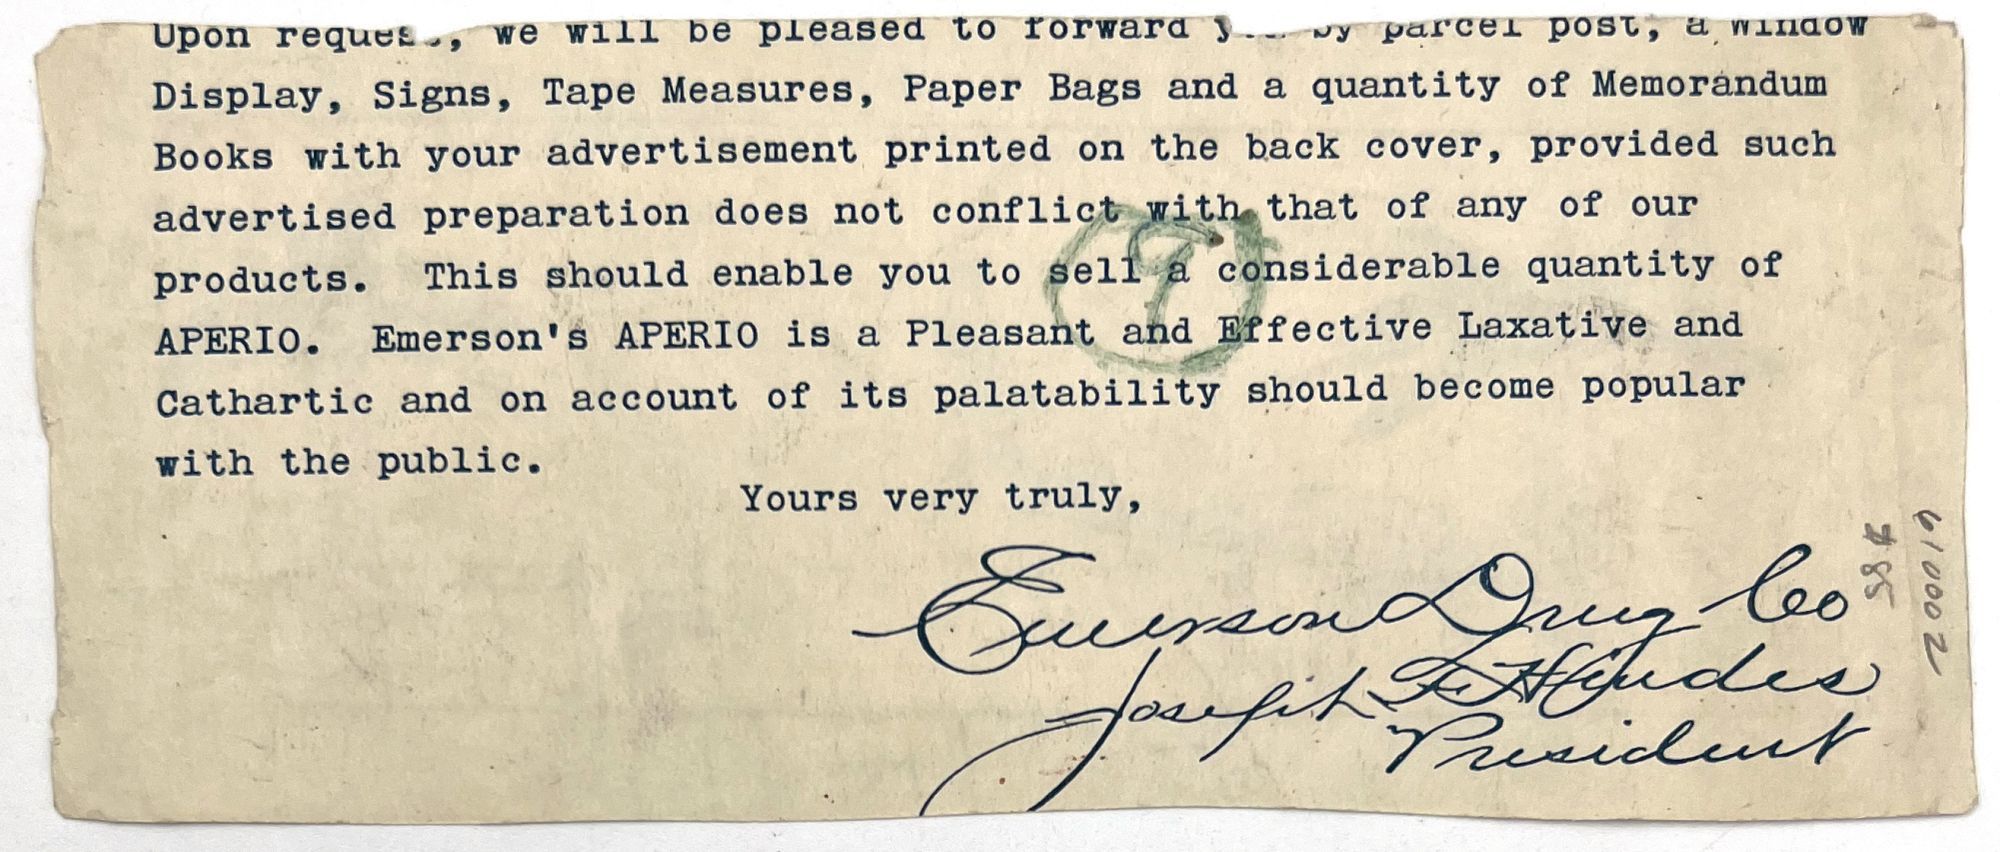 Upon request, we will be pleased to forward you by parcel post, a window
Display, Signs, Tape Measures, Paper Bags and a quantity of Memorandum
Books with your advertisement printed on the back cover, provided such
advertised preparation does not conflict with that of any of our
products. This should enable you to sell a considerable quantity of
APERIO. Emerson's APERIO is a Pleasant and Effective Laxative and
Cathartic and on account of its palatability should become popular
with the public.
Yours very truly,
Emerson Drug Co
Joseph F Hindes
President
7
6110002